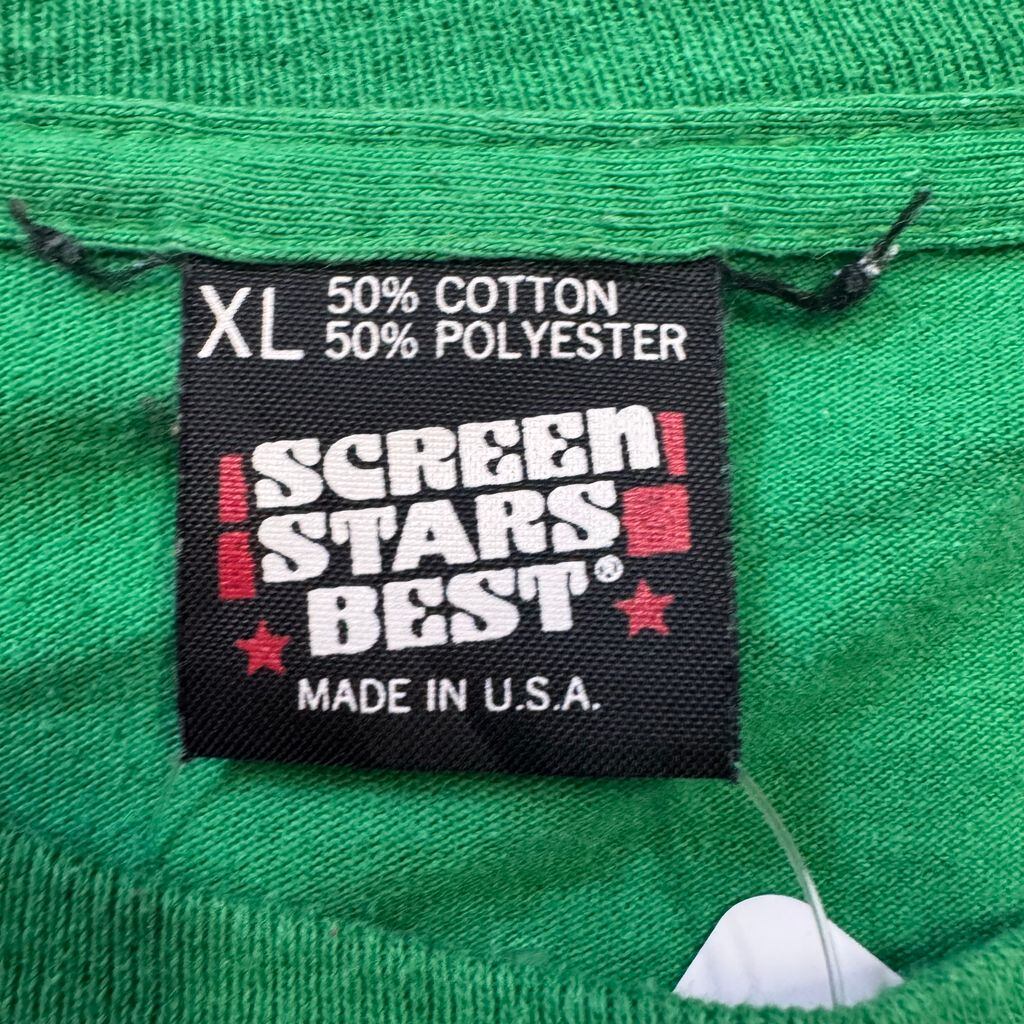 XL
50% COTTON
50% POLYESTER
SCREEN
STARS
BEST®
MADE IN U.S.A.